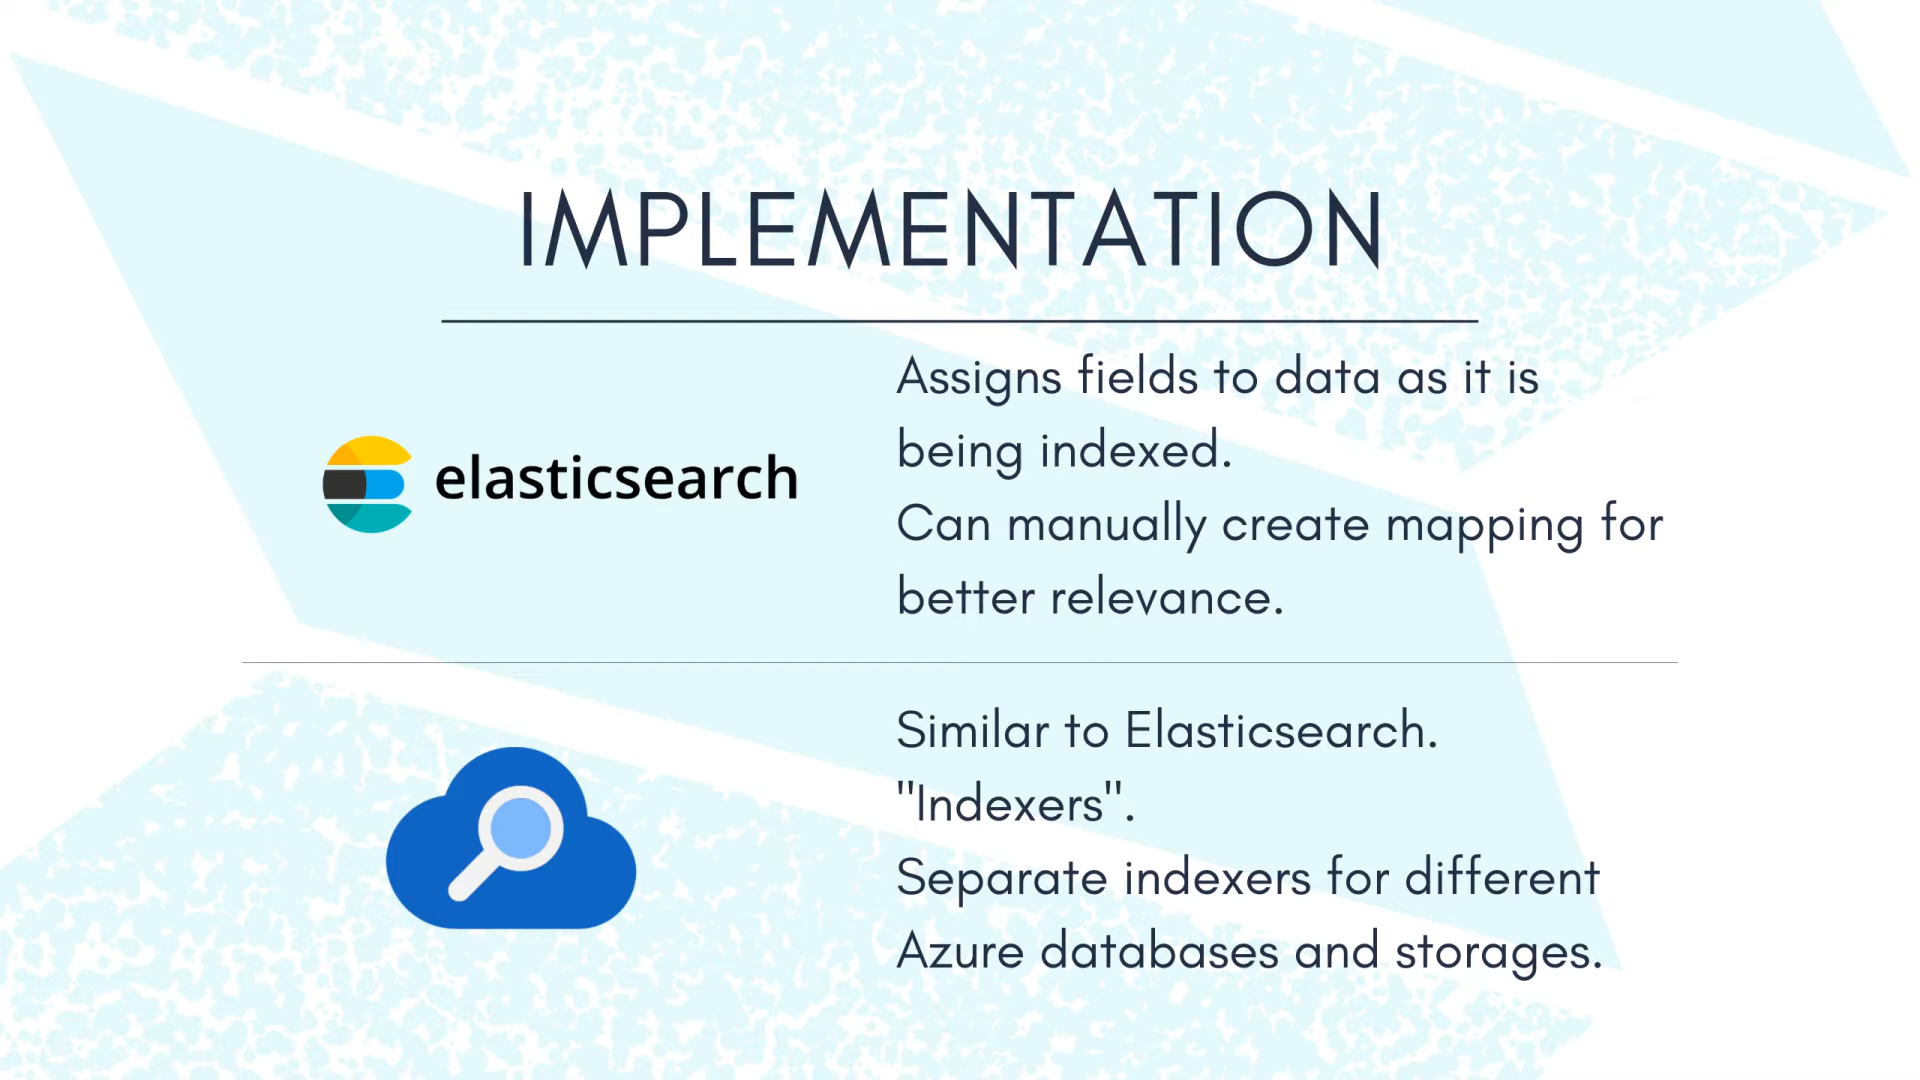 IMPLEMENTATION
elasticsearch
Assigns fields to data as it is
being indexed.
Can manually create mapping for
better relevance.
Similar to Elasticsearch.
"Indexers".
Separate indexers for different
Azure databases and storages.